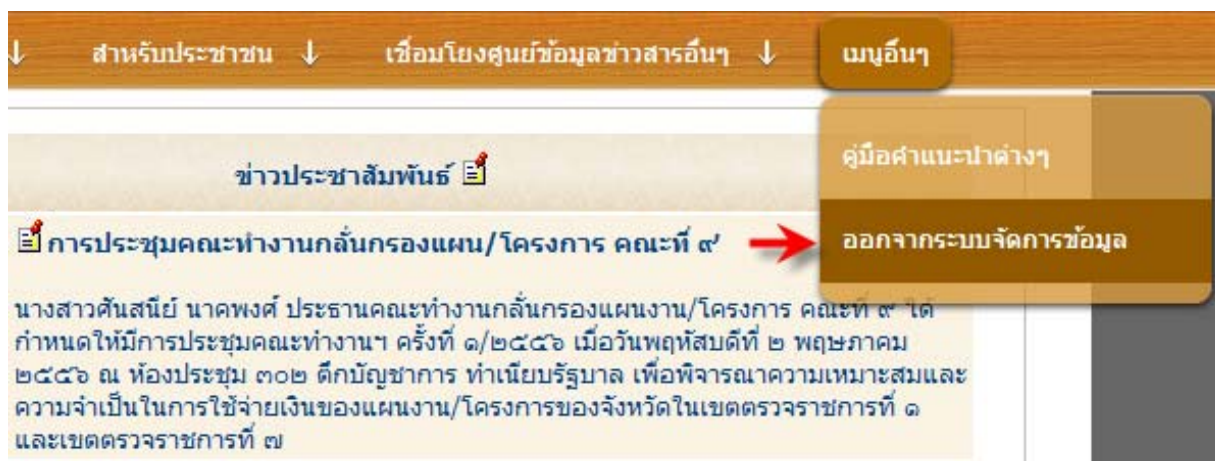 ↓ สำหรับประชาชน ↓ เชื่อมโยงศูนย์ข้อมูลข่าวสารอื่นๆ ↓ เมนูอื่นๆ
คู่มือคำแนะนำต่างๆ
ออกจากระบบจัดการข้อมูล
ข่าวประชาสัมพันธ์
การประชุมคณะทำงานกลั่นกรองแผน/โครงการ คณะที่ ๙
นางสาวศันสนีย์ นาคพงศ์ ประธานคณะทำงานกลั่นกรองแผนงาน/โครงการ คณะที่ ๙ ได้
กำหนดให้มีการประชุมคณะทำงานฯ ครั้งที่ ๑/๒๕๕๖ เมื่อวันพฤหัสบดีที่ ๒ พฤษภาคม
๒๕๕๖ ณ ห้องประชุม ๓๐๒ ตึกบัญชาการ ทำเนียบรัฐบาล เพื่อพิจารณาความเหมาะสมและ
ความจำเป็นในการใช้จ่ายเงินของแผนงาน/โครงการของจังหวัดในเขตตรวจราชการที่ ๑
และเขตตรวจราชการที่ ๗